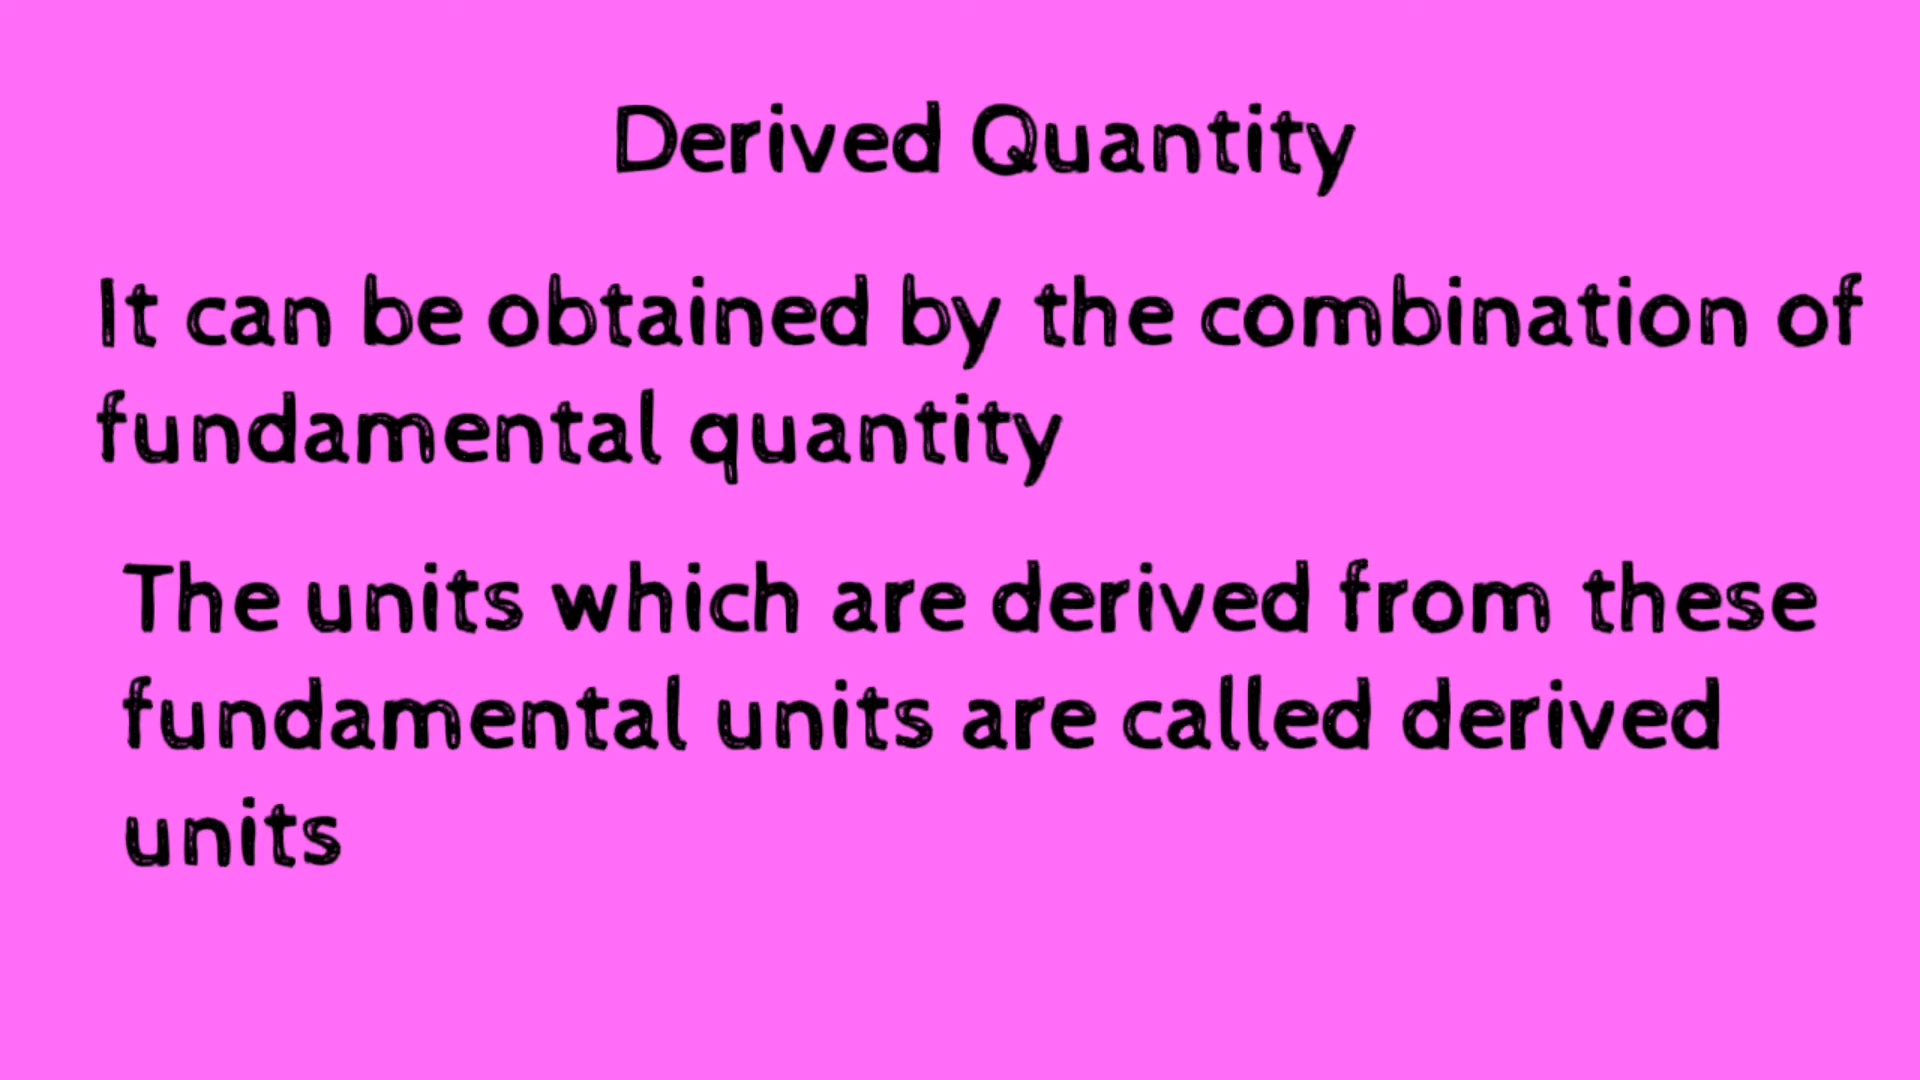 Derived Quantity
It can be obtained by the combination of
fundamental quantity
The units which are derived from these
fundamental units are called derived
units